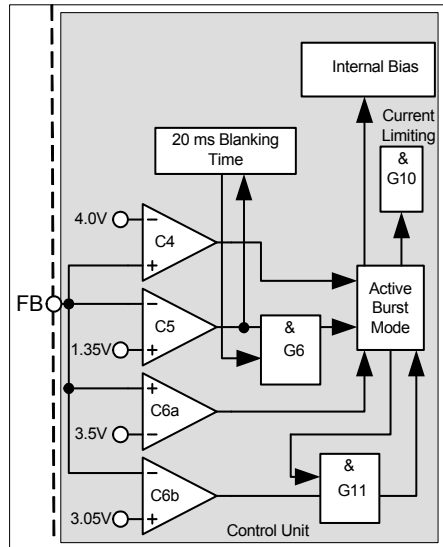 Internal Bias
Current
Limiting
20 ms Blanking
Time
&
G10
4.0V
−
C4
+
FB
−
C5
1.35V
+
Active
Burst
Mode
&
G6
+
C6a
3.5V
−
−
C6b
3.05V
+
&
G11
Control Unit